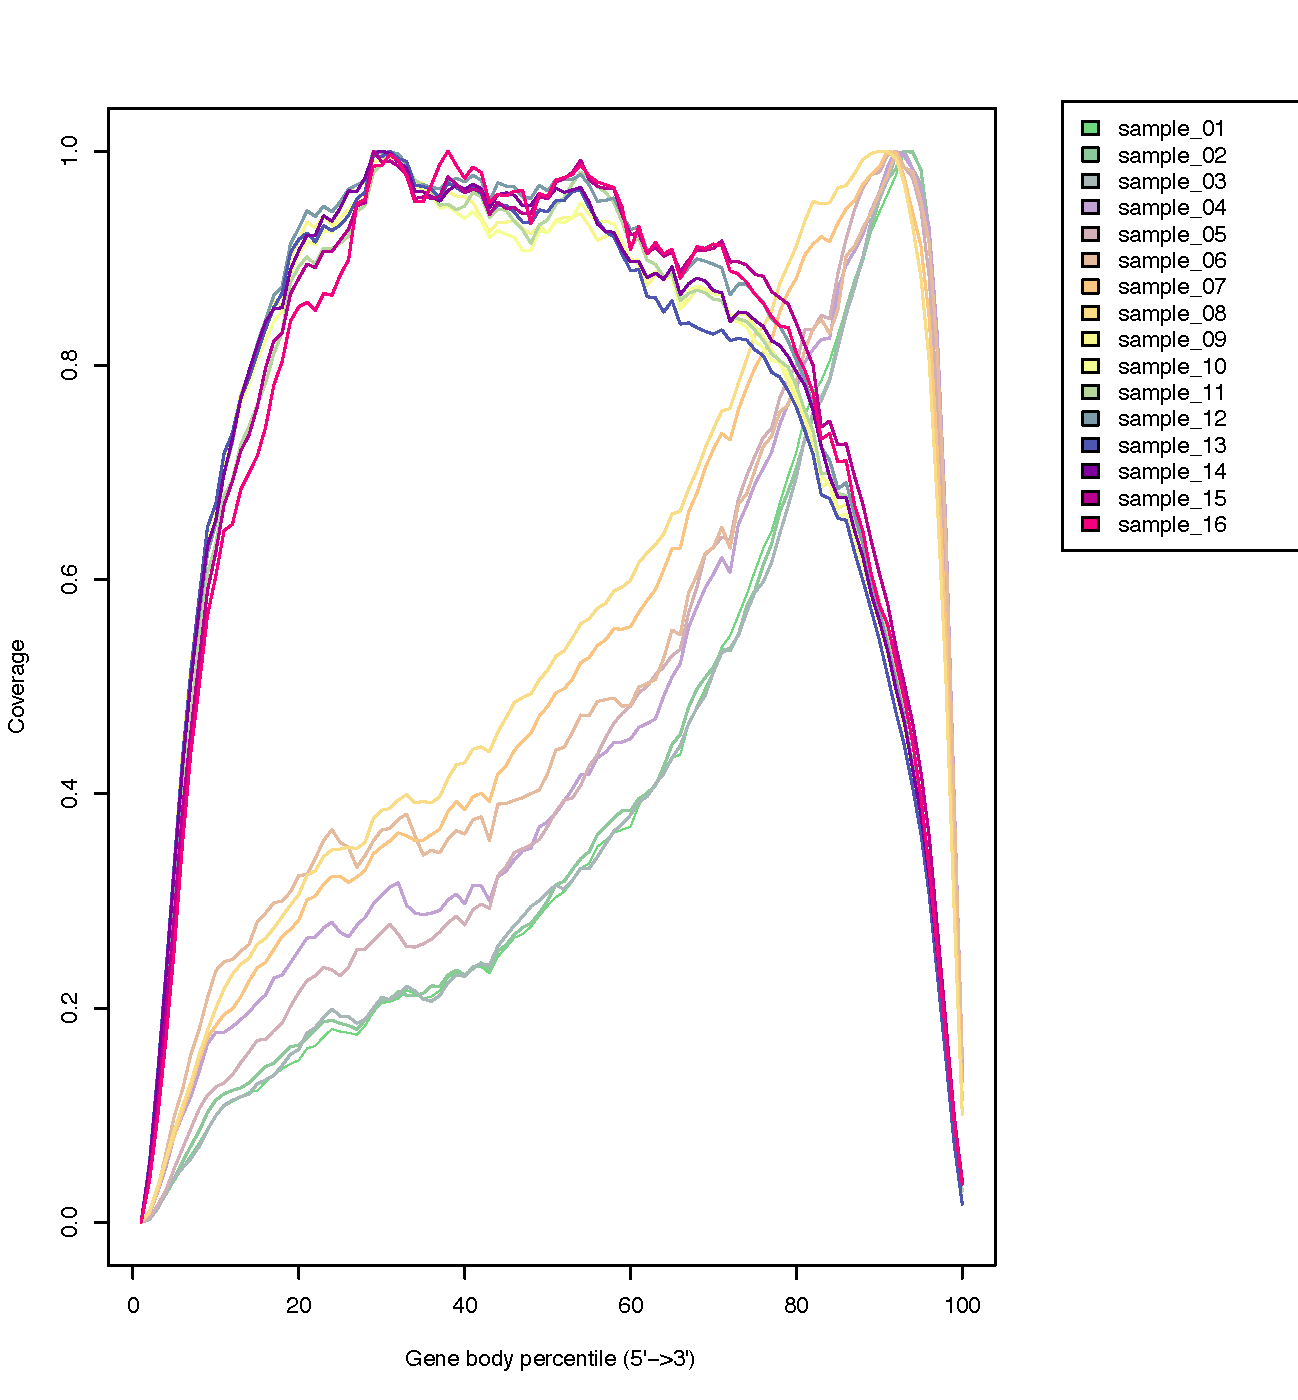 1.0
0.8
0.6
0.4
0.2
0.0
Coverage
0 20 40 60 80 100
Gene body percentile (5'−>3')
sample_01
sample_02
sample_03
sample_04
sample_05
sample_06
sample_07
sample_08
sample_09
sample_10
sample_11
sample_12
sample_13
sample_14
sample_15
sample_16